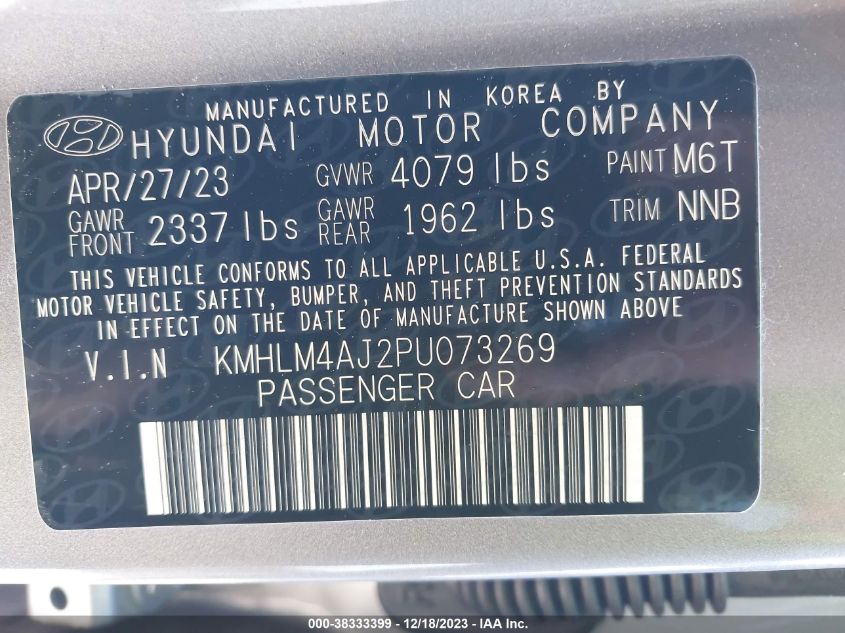 MANUFACTURED IN KOREA BY
HYUNDAI MOTOR COMPANY
APR/27/23 GVWR 4079 lbs PAINT M6T
GAWR FRONT 2337 lbs GAWR REAR 1962 lbs TRIM NNB
THIS VEHICLE CONFORMS TO ALL APPLICABLE U.S.A. FEDERAL
MOTOR VEHICLE SAFETY, BUMPER, AND THEFT PREVENTION STANDARDS
IN EFFECT ON THE DATE OF MANUFACTURE SHOWN ABOVE
V.I.N KMHLM4AJ2PU073269
PASSENGER CAR
000-38333399 - 12/18/2023 - IAA Inc.